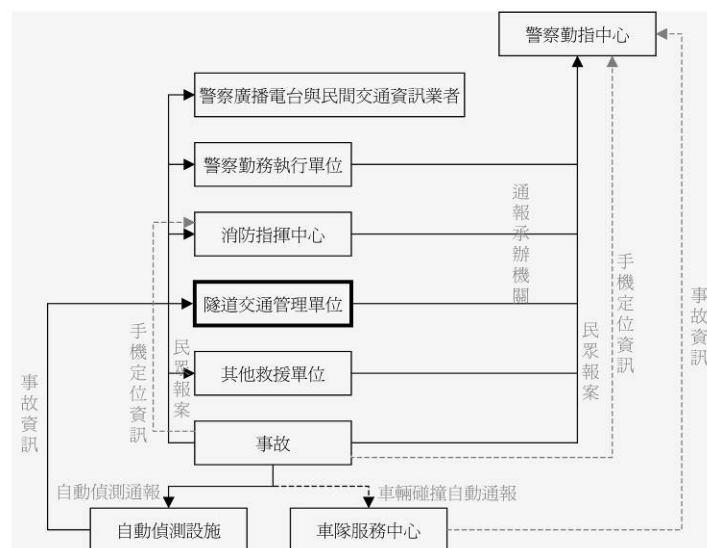 警察勤指中心
警察廣播電台與民間交通資訊業者
警察勤務執行單位
消防指揮中心
通報承辦機關
隧道交通管理單位
手機定位資訊
事故資訊
手機定位資訊
民眾報案
民眾報案
其他救援單位
事故資訊
事故
自動偵測通報
車輛碰撞自動通報
自動偵測設施
車隊服務中心